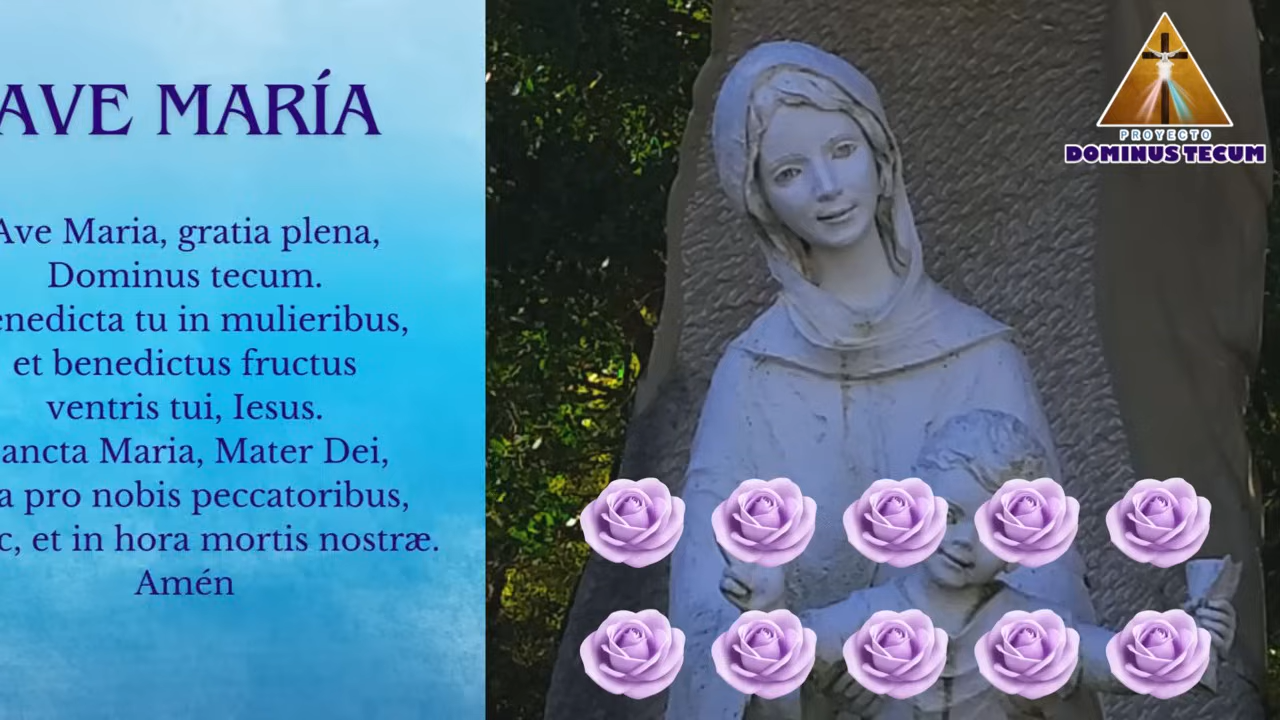 AVE MARÍA
Ave Maria, gratia plena,
Dominus tecum.
enedicta tu in mulieribus,
et benedictus fructus
ventris tui, Iesus.
ancta Maria, Mater Dei,
a pro nobis peccatoribus,
c, et in hora mortis nostræ.
Amén
PROYECTO
DOMINUS TECUM